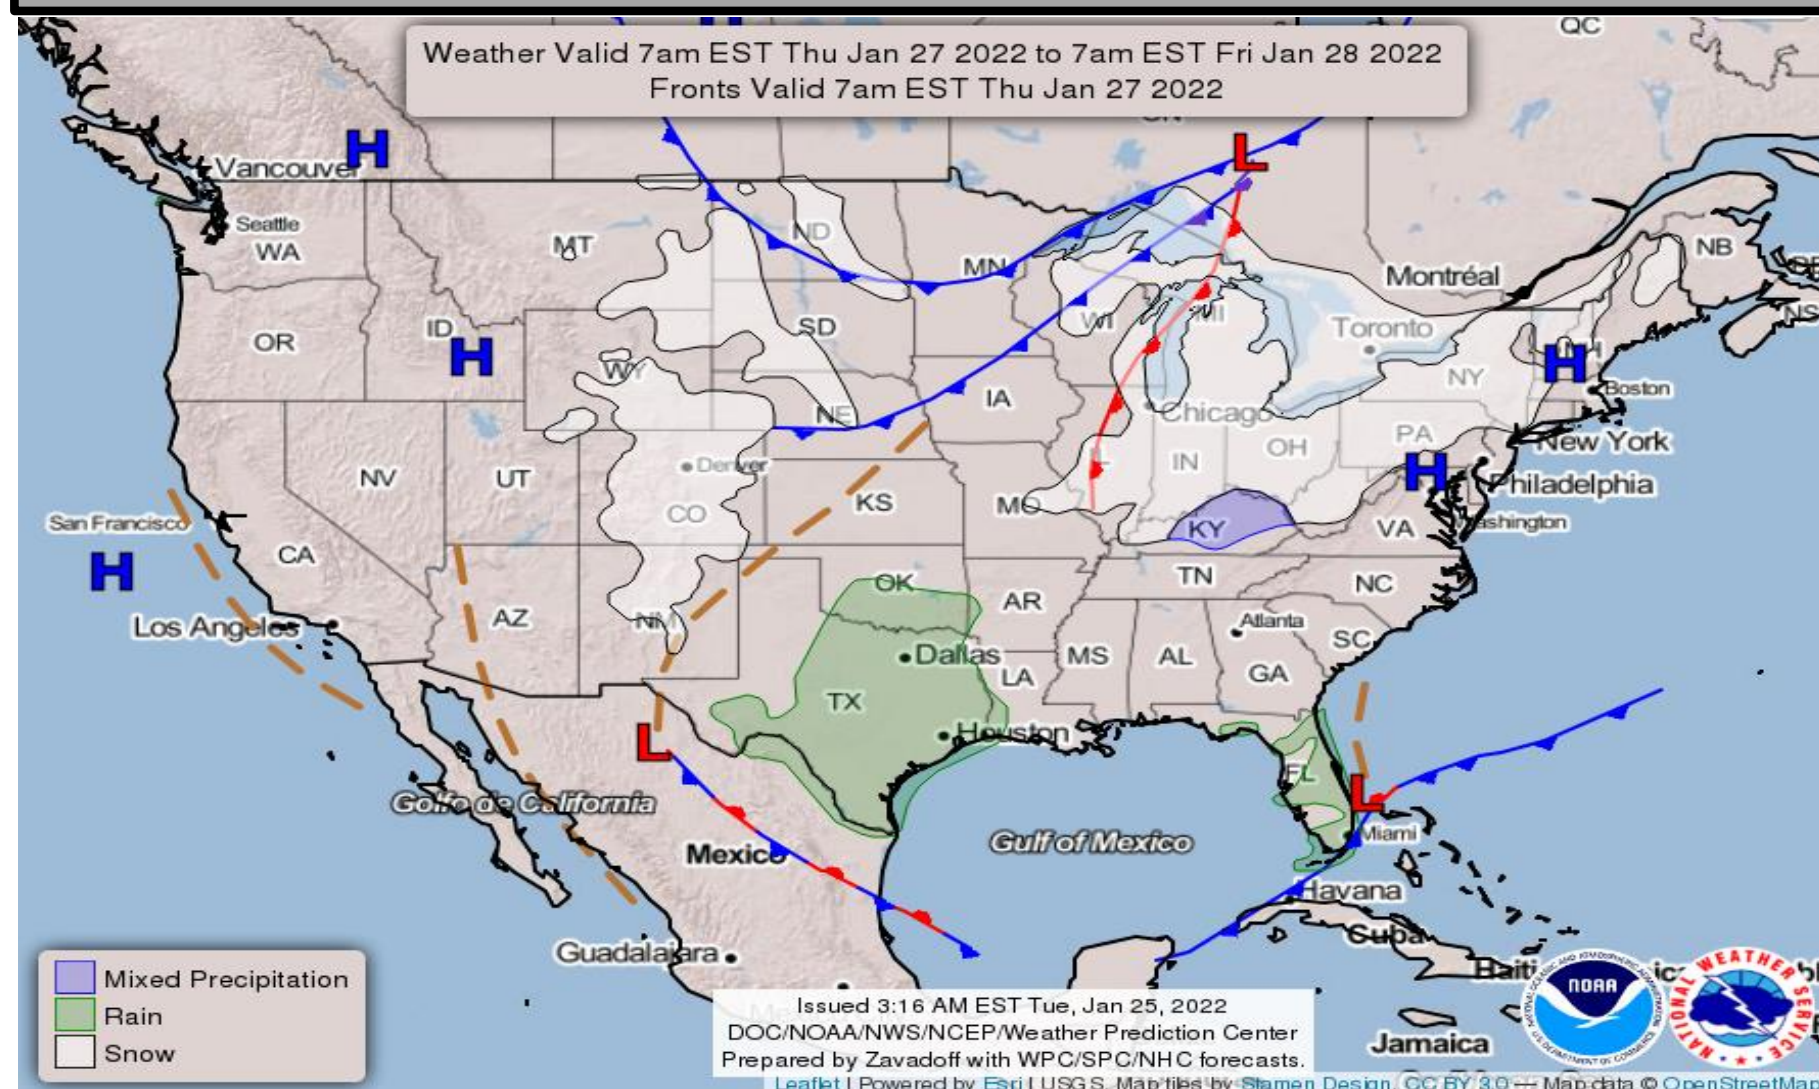 Weather Valid 7am EST Thu Jan 27 2022 to 7am EST Fri Jan 28 2022
Fronts Valid 7am EST Thu Jan 27 2022
QC
ON
H
L
H
Vancouver
Seattle
WA
MT
ND
MN
Montréal
NB
OR
ID
H
SD
WI
MI
Toronto
NS
WY
NH
H
NE
IA
Chicago
NY
Boston
PA
New York
NV
UT
Denver
CO
KS
MO
IL
IN
OH
H
Philadelphia
San Francisco
KY
VA
Washington
CA
H
TN
NC
Los Angeles
AZ
NM
OK
AR
Atlanta
SC
Dallas
LA
MS
AL
GA
TX
L
Houston
FL
L
Golfo de California
Mexico
Gulf of Mexico
Miami
Havana
Cuba
Guadalajara
Haiti
Jamaica
Mixed Precipitation
Rain
Snow
Issued 3:16 AM EST Tue, Jan 25, 2022
DOC/NOAA/NWS/NCEP/Weather Prediction Center
Prepared by Zavadoff with WPC/SPC/NHC forecasts.
NOAA
NATIONAL WEATHER SERVICE
Leaflet | Powered by Esri | USGS, Map tiles by Stamen Design, CC BY 3.0 — Map data © OpenStreetMap